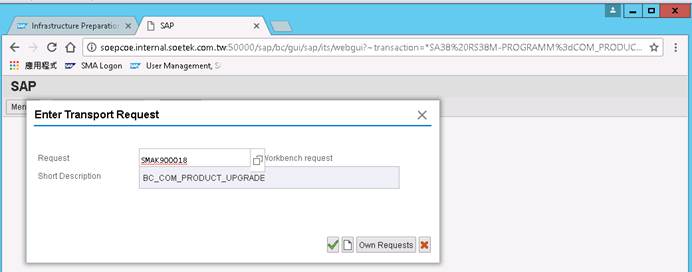 Infrastructure Preparation
SAP
soepcoe.internal.soetek.com.tw:50000/sap/bc/gui/sap/its/webgui?~transaction=*SA38%20RS38M-PROGRAMM%3dCOM_PRODUC...
應用程式 SMA Logon User Management, S
SAP
Men
Enter Transport Request
Request SMAK900018 Workbench request
Short Description BC_COM_PRODUCT_UPGRADE
Own Requests